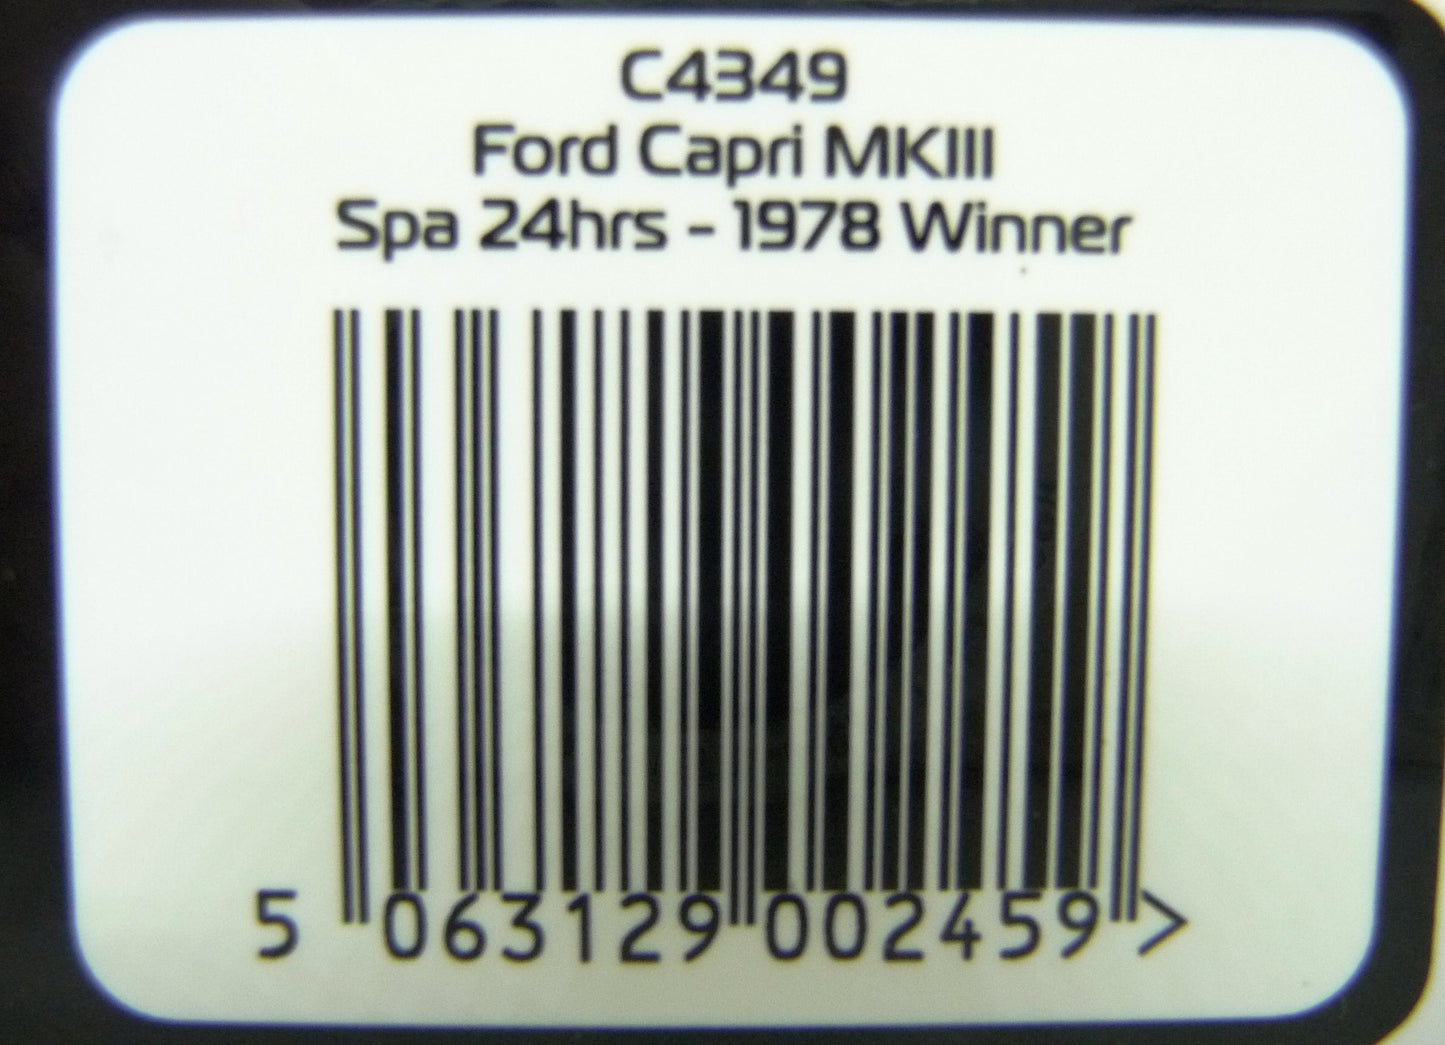 C4349
Ford Capri MKIII
Spa 24hrs - 1978 Winner
5 063129 002459 >